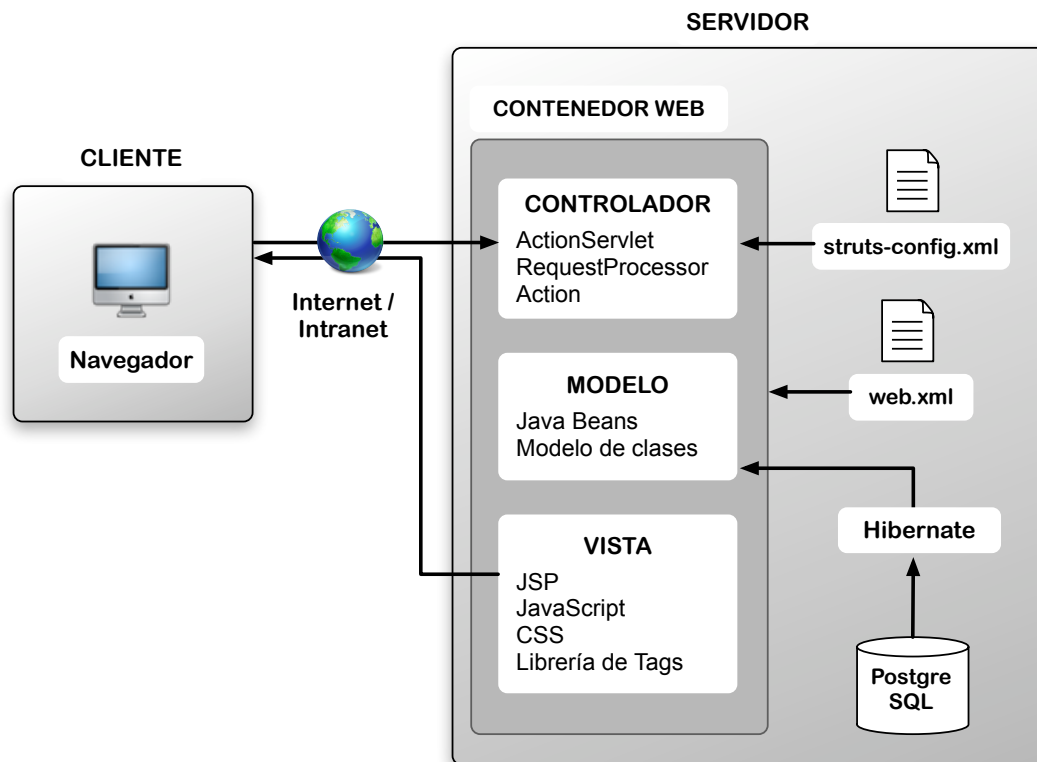 SERVIDOR
CONTENEDOR WEB
CLIENTE
CONTROLADOR
ActionServlet
RequestProcessor
Action
struts-config.xml
Internet /
Intranet
Navegador
MODELO
Java Beans
Modelo de clases
web.xml
Hibernate
VISTA
JSP
JavaScript
CSS
Librería de Tags
Postgre
SQL